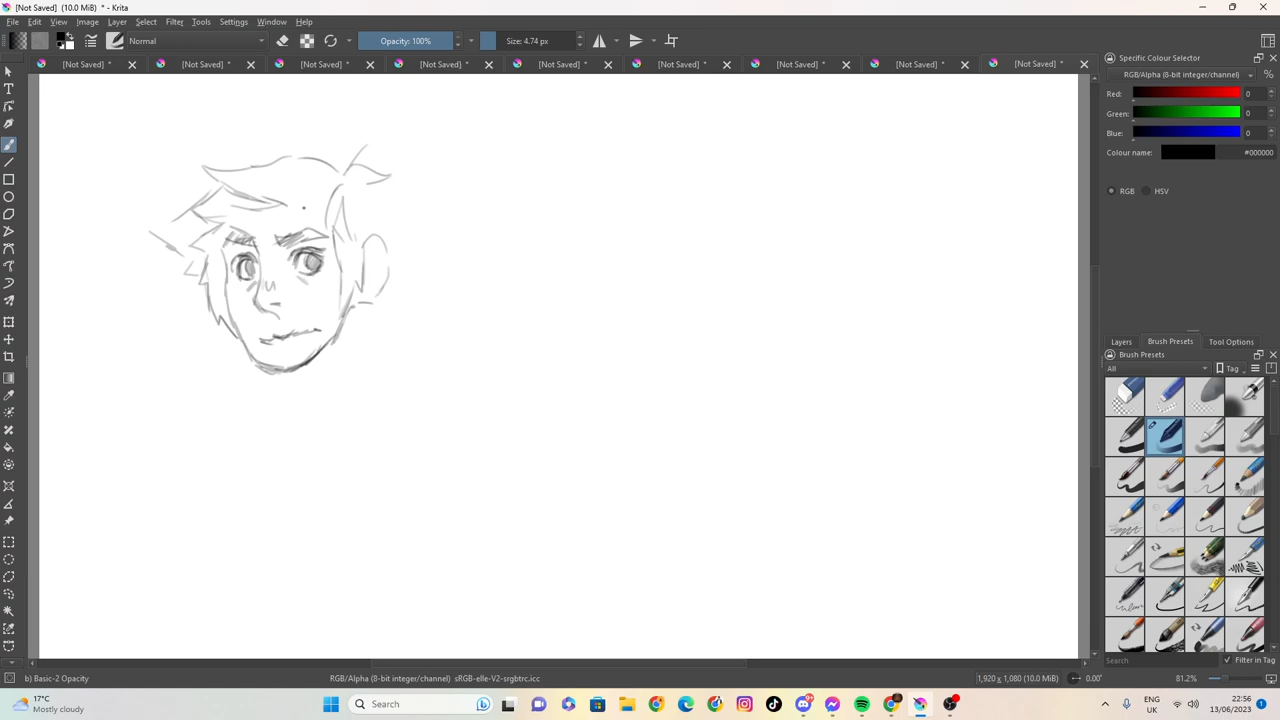 [Not Saved] (10.0 MiB) * - Krita
File Edit View Image Layer Select Filter Tools Settings Window Help
Normal Opacity: 100% Size: 4.74 px
[Not Saved] * [Not Saved] * [Not Saved] * [Not Saved] * [Not Saved] * [Not Saved] * [Not Saved] * [Not Saved] * [Not Saved] *
Specific Colour Selector
RGB/Alpha (8-bit integer/channel) %
Red: 0
Green: 0
Blue: 0
Colour name: #000000
RGB HSV
Layers Brush Presets Tool Options
Brush Presets
All Tag
Search Filter in Tag
b) Basic-2 Opacity RGB/Alpha (8-bit integer/channel) sRGB-elle-V2-srgbtrc.icc 1,920 x 1,080 (10.0 MiB) 0.00° 81.2%
17°C
Mostly cloudy
Search
9+
ENG
UK
22:56
13/06/2023
1